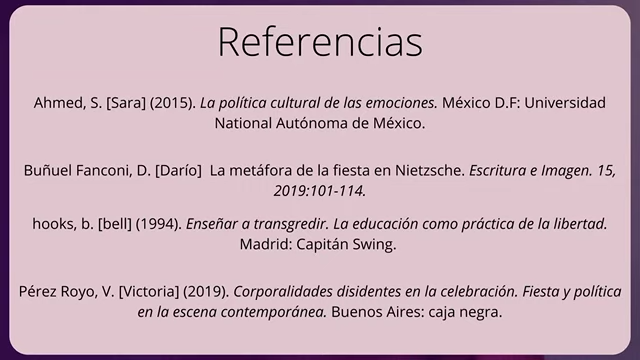 Referencias
Ahmed, S. [Sara] (2015). La política cultural de las emociones. México D.F: Universidad
National Autónoma de México.
Buñuel Fanconi, D. [Darío]  La metáfora de la fiesta en Nietzsche. Escritura e Imagen. 15,
2019:101-114.
hooks, b. [bell] (1994). Enseñar a transgredir. La educación como práctica de la libertad.
Madrid: Capitán Swing.
Pérez Royo, V. [Victoria] (2019). Corporalidades disidentes en la celebración. Fiesta y política
en la escena contemporánea. Buenos Aires: caja negra.